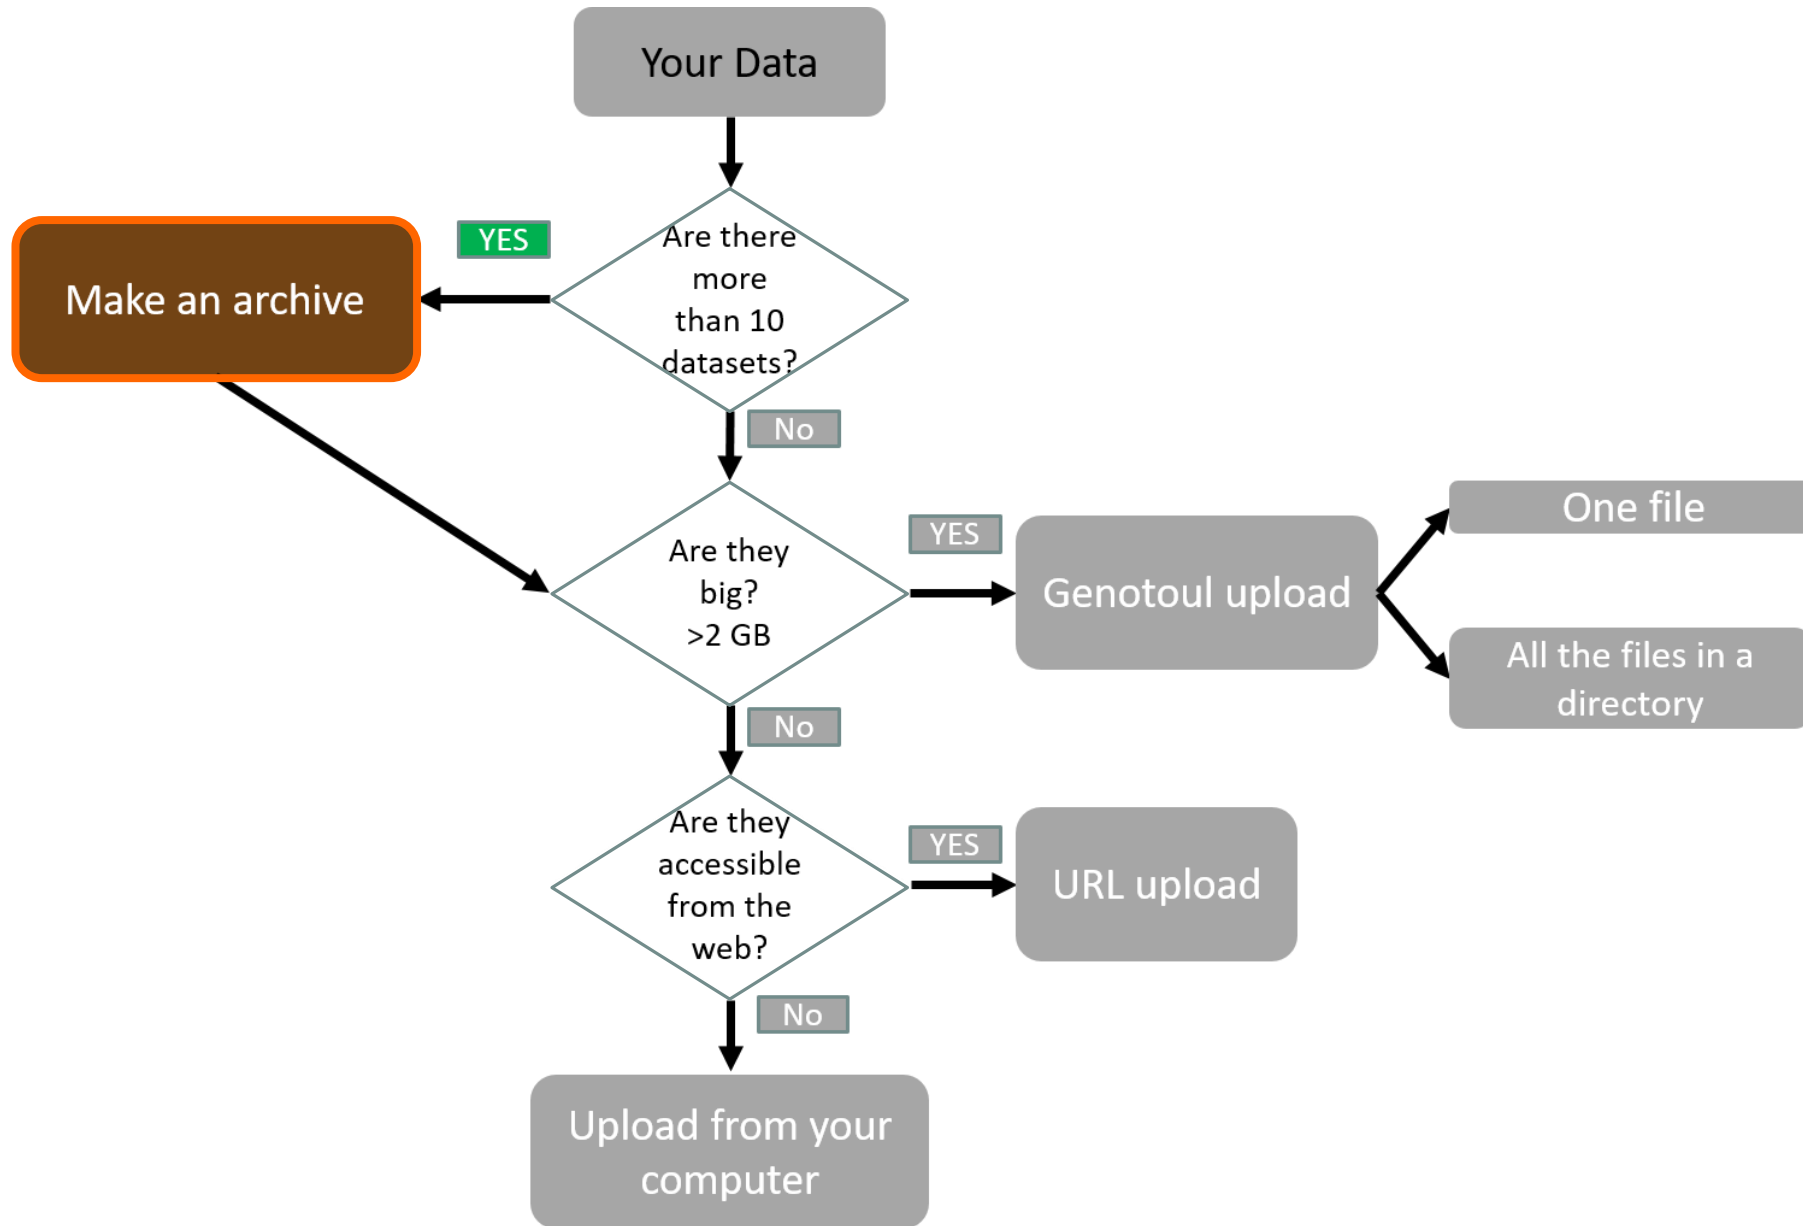 Your Data
YES
Are there
more
than 10
datasets?
Make an archive
No
Are they
big?
>2 GB
YES
Genotoul upload
One file
All the files in a
directory
No
Are they
accessible
from the
web?
YES
URL upload
No
Upload from your
computer